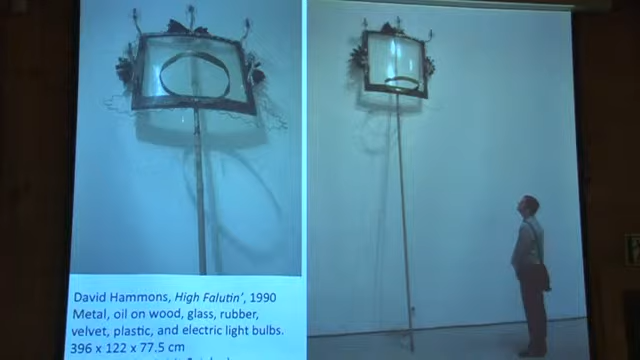 David Hammons, High Falutin', 1990
Metal, oil on wood, glass, rubber,
velvet, plastic, and electric light bulbs.
396 x 122 x 77.5 cm